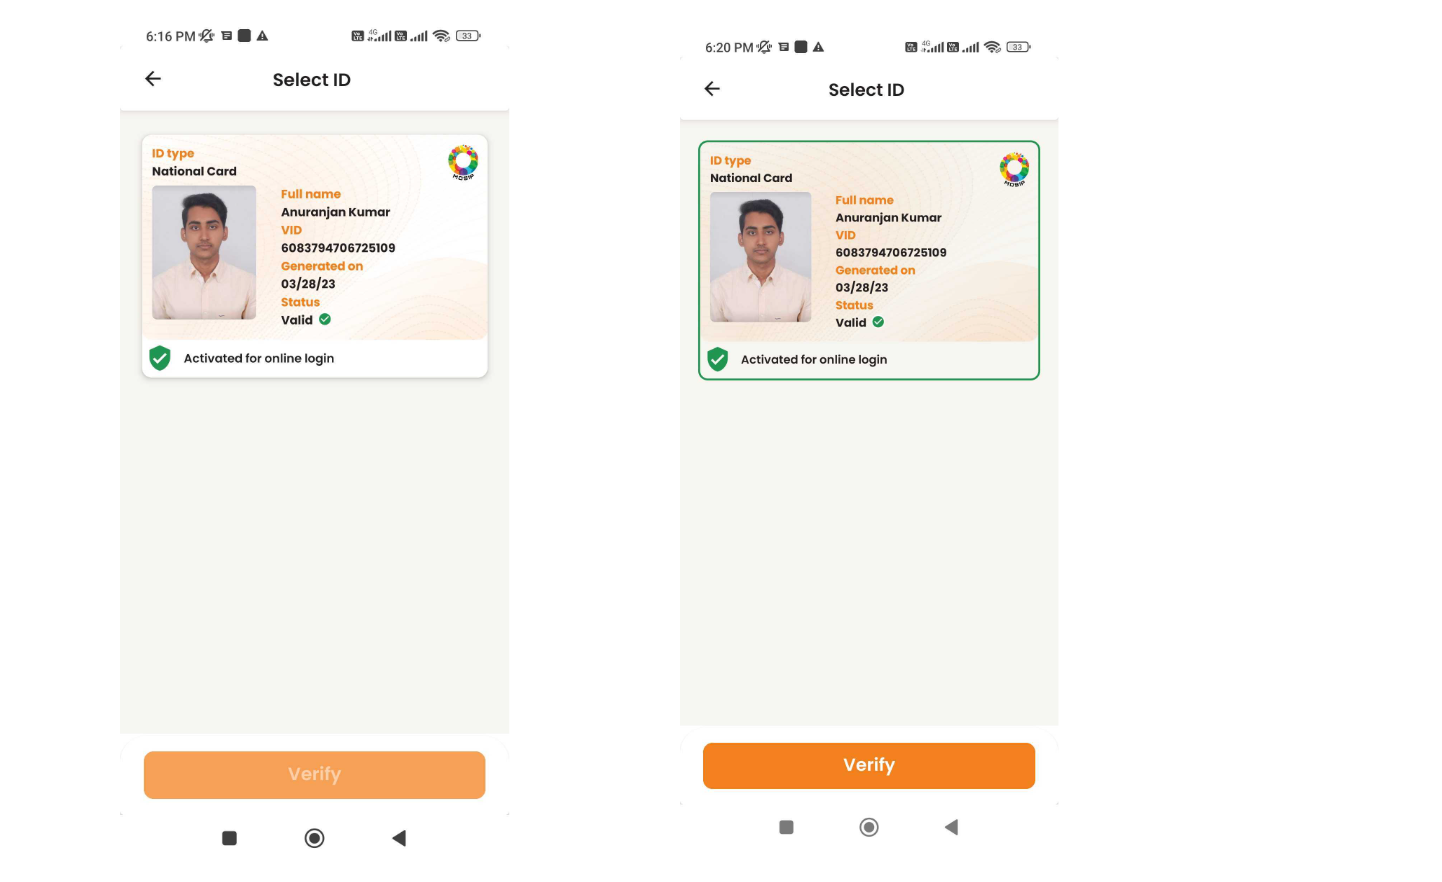 6:16 PM
4G
33
Select ID
ID type
National Card
MOSIP
Full name
Anuranjan Kumar
VID
6083794706725109
Generated on
03/28/23
Status
Valid
Activated for online login
Verify
6:20 PM
4G
33
Select ID
ID type
National Card
MOSIP
Full name
Anuranjan Kumar
VID
6083794706725109
Generated on
03/28/23
Status
Valid
Activated for online login
Verify